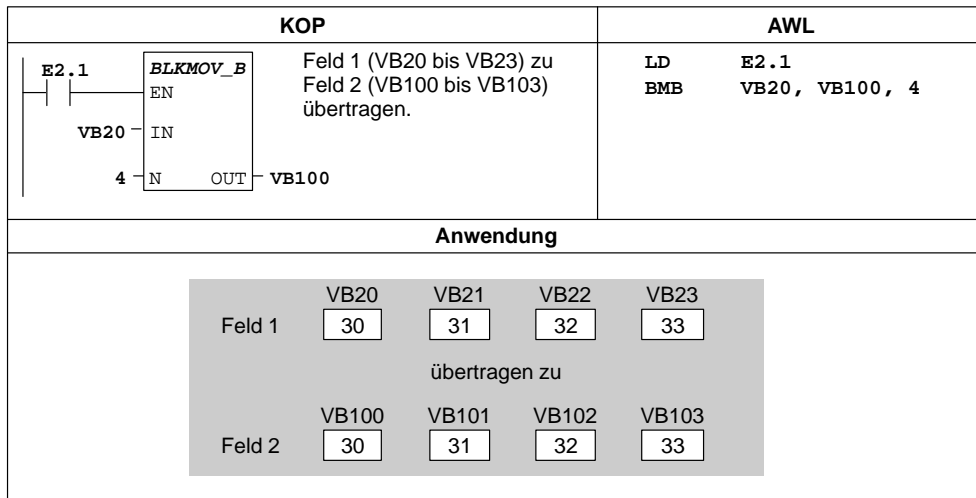 KOP
AWL
E2.1
BLKMOV_B
EN
VB20
IN
4
N
OUT
VB100
Feld 1 (VB20 bis VB23) zu
Feld 2 (VB100 bis VB103)
übertragen.
LD E2.1
BMB VB20, VB100, 4
Anwendung
VB20 VB21 VB22 VB23
Feld 1 30 31 32 33
übertragen zu
VB100 VB101 VB102 VB103
Feld 2 30 31 32 33